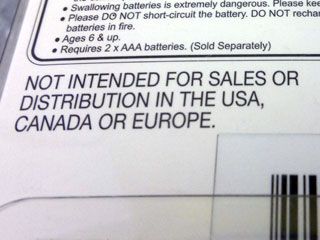 • Swallowing batteries is extremely dangerous. Please
• Please DO NOT short-circuit the battery. DO NOT
batteries in fire.
• Ages 6 & up.
• Requires 2 x AAA batteries. (Sold Separately)
NOT INTENDED FOR SALES OR
DISTRIBUTION IN THE USA,
CANADA OR EUROPE.